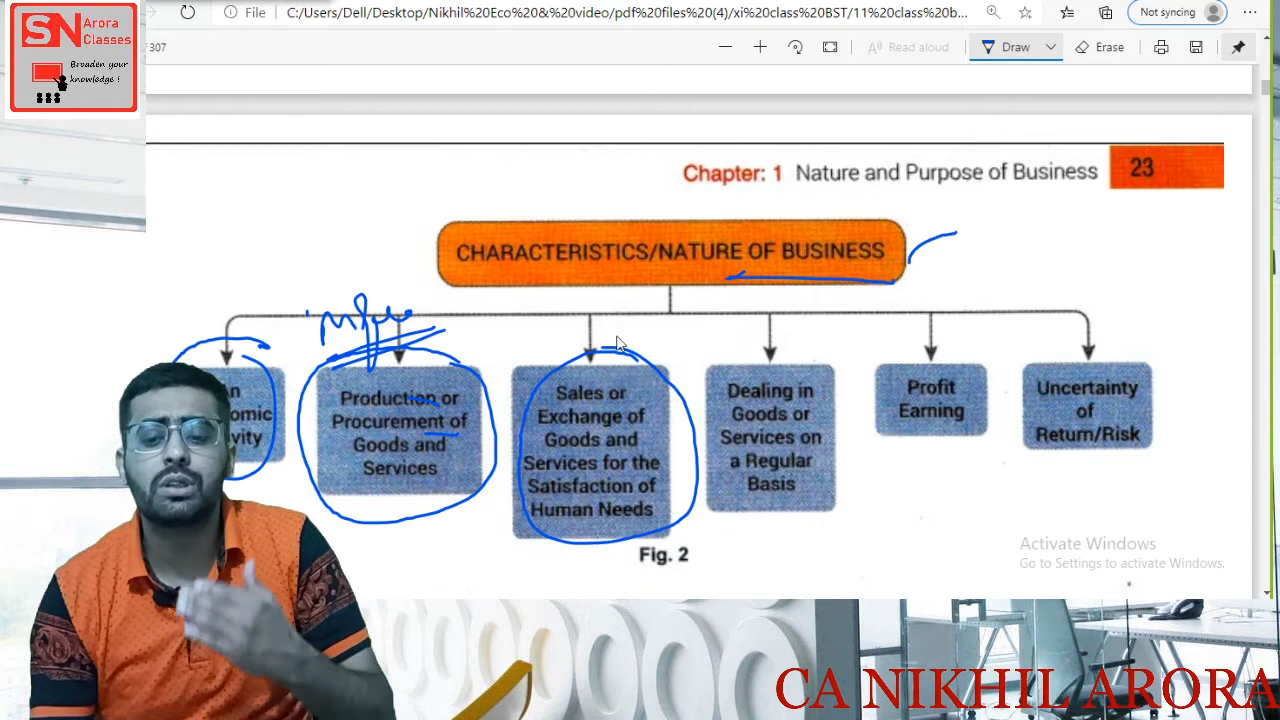 SN Arora
Classes
Broaden your
knowledge !
File
C:/Users/Dell/Desktop/Nikhil%20Eco%20&%20video/pdf%20files%20(4)/xi%20class%20BST/11%20class%20b...
Not syncing
307
Read aloud
Draw
Erase
Chapter: 1 Nature and Purpose of Business 23
CHARACTERISTICS/NATURE OF BUSINESS
Production or
Procurement of
Goods and
Services
Sales or
Exchange of
Goods and
Services for the
Satisfaction of
Human Needs
Dealing in
Goods or
Services on
a Regular
Basis
Profit
Earning
Uncertainty
of
Return/Risk
Fig. 2
Activate Windows
Go to Settings to activate Windows.
CA NIKHIL ARORA